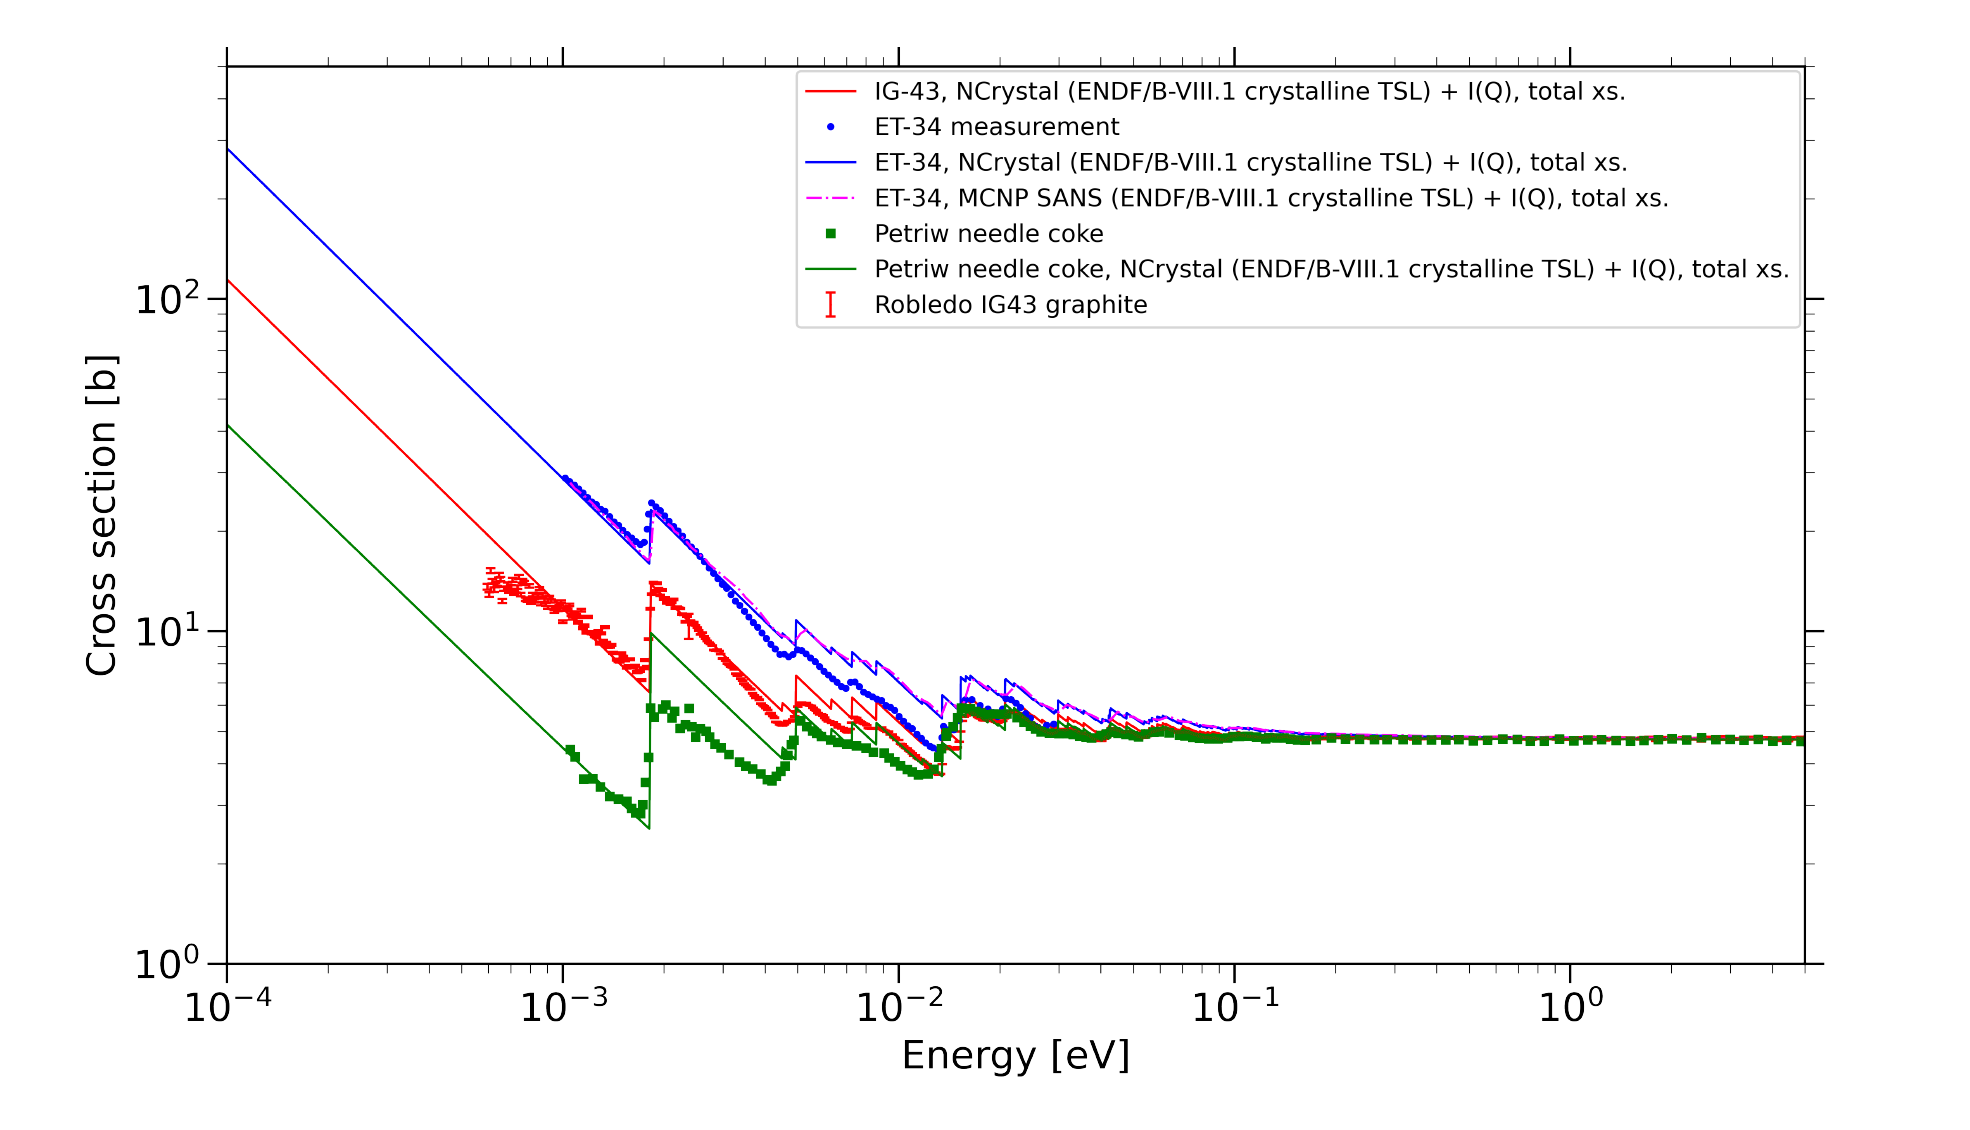 IG-43, NCrystal (ENDF/B-VIII.1 crystalline TSL) + I(Q), total xs.
ET-34 measurement
ET-34, NCrystal (ENDF/B-VIII.1 crystalline TSL) + I(Q), total xs.
ET-34, MCNP SANS (ENDF/B-VIII.1 crystalline TSL) + I(Q), total xs.
Petriw needle coke
Petriw needle coke, NCrystal (ENDF/B-VIII.1 crystalline TSL) + I(Q), total xs.
Robledo IG43 graphite
Cross section [b]
10²
10¹
10⁰
10⁻⁴ 10⁻³ 10⁻² 10⁻¹ 10⁰
Energy [eV]